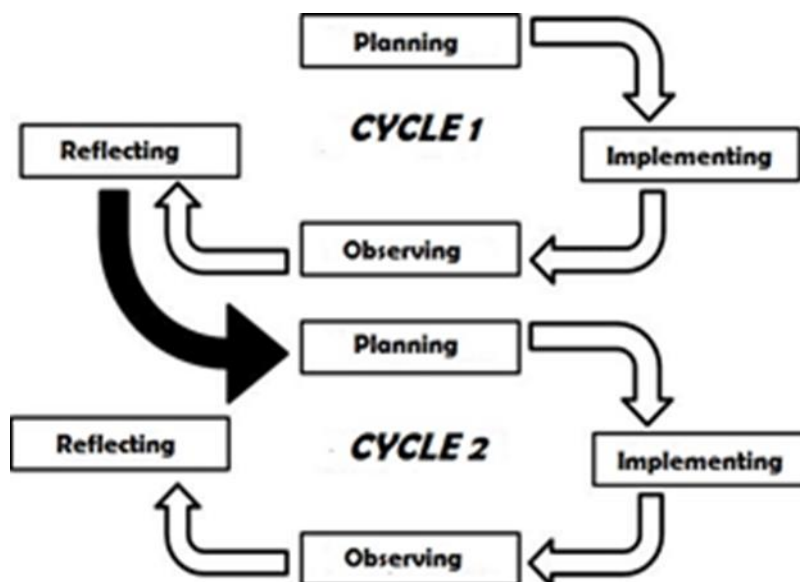 Planning
CYCLE 1
Reflecting
Implementing
Observing
Planning
CYCLE 2
Reflecting
Implementing
Observing